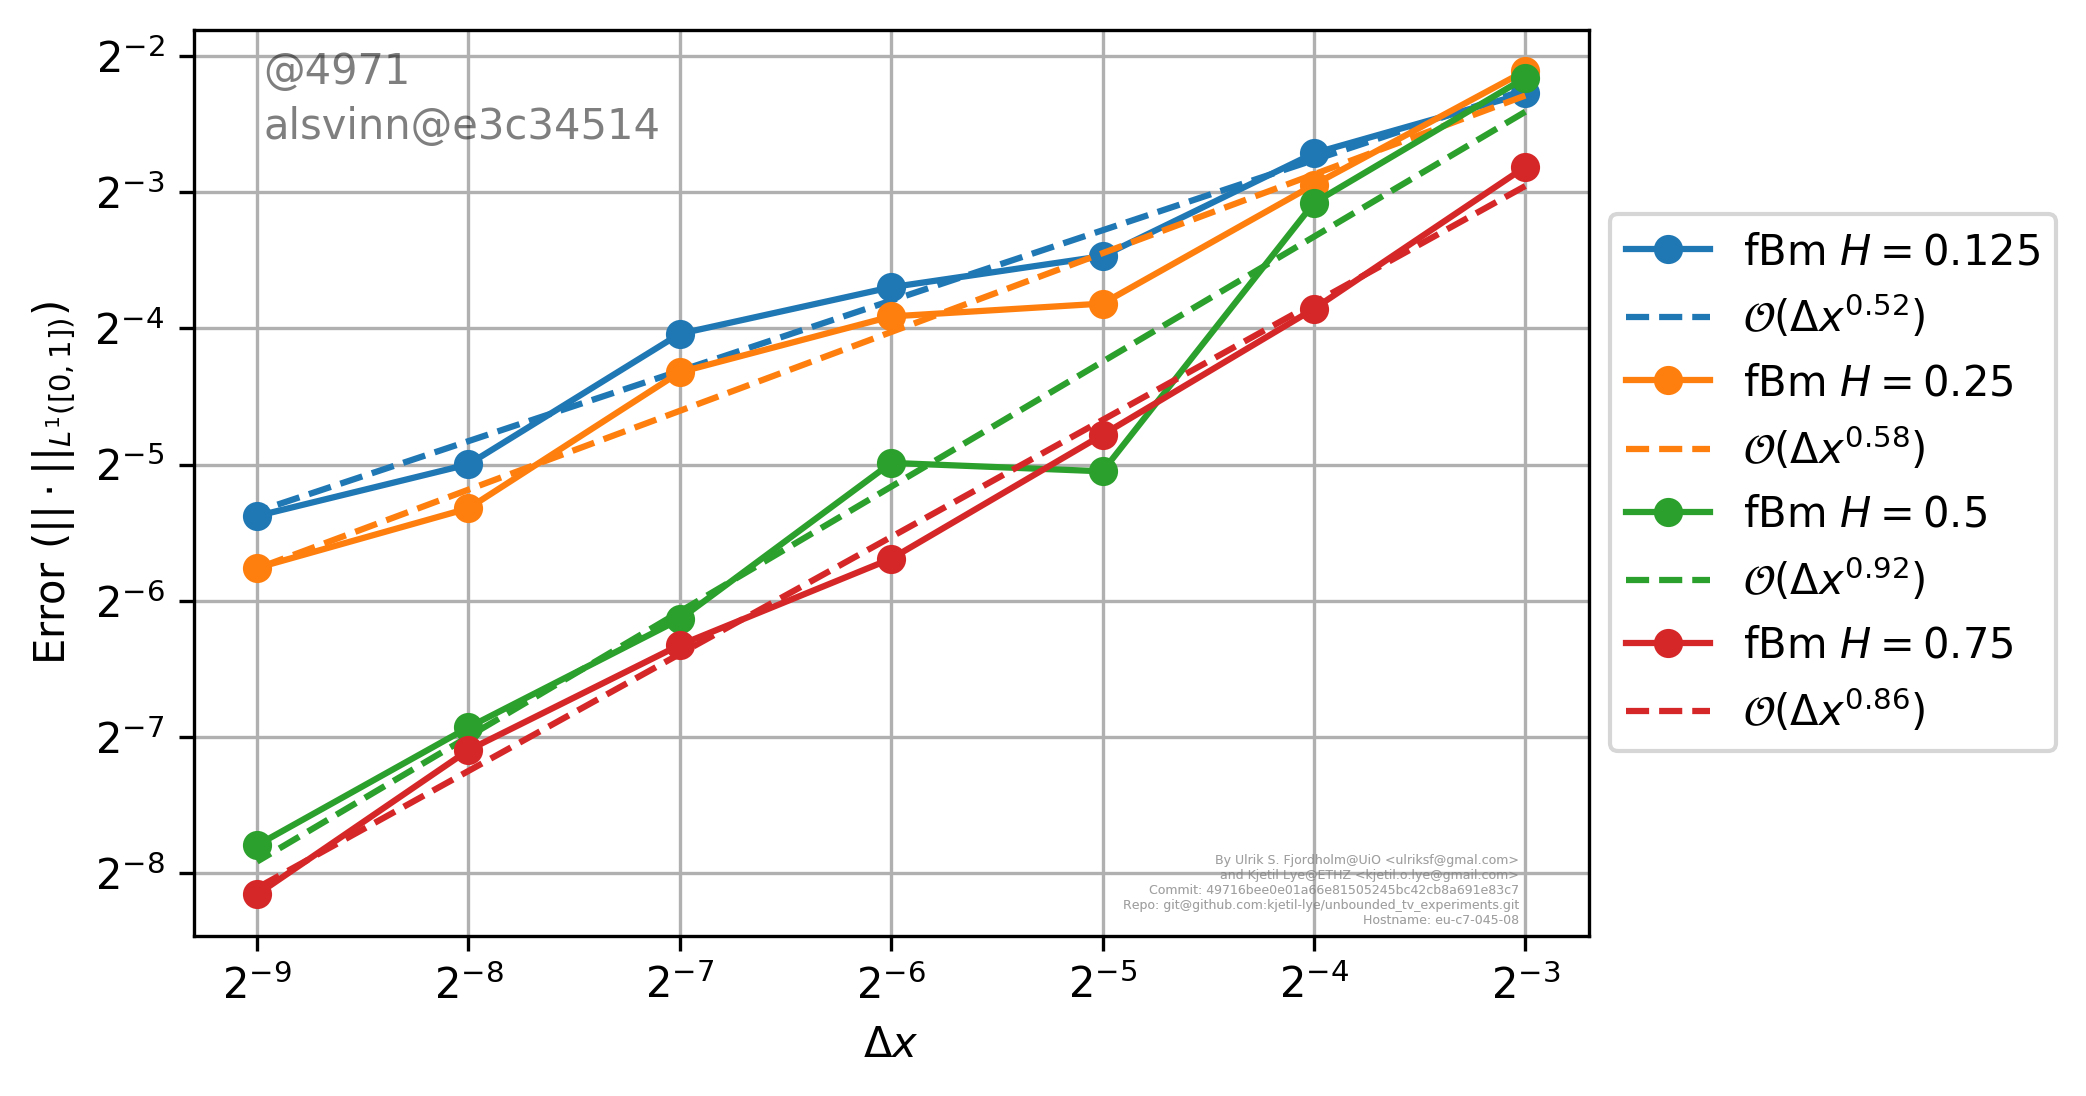 @4971
alsvinn@e3c34514
2^{-2}
2^{-3}
2^{-4}
2^{-5}
2^{-6}
2^{-7}
2^{-8}
Error (|| · ||_{L^1([0, 1])})
2^{-9}
2^{-8}
2^{-7}
2^{-6}
2^{-5}
2^{-4}
2^{-3}
Δx
fBm H = 0.125
𝒪(Δx^{0.52})
fBm H = 0.25
𝒪(Δx^{0.58})
fBm H = 0.5
𝒪(Δx^{0.92})
fBm H = 0.75
𝒪(Δx^{0.86})
By Ulrik S. Fjordholm@UiO <ulriksf@gmal.com>
and Kjetil Lye@ETHZ <kjetil.o.lye@gmail.com>
Commit: 49716bee0e01a66e81505245bc42cb8a691e83c7
Repo: git@github.com:kjetil-lye/unbounded_tv_experiments.git
Hostname: eu-c7-045-08